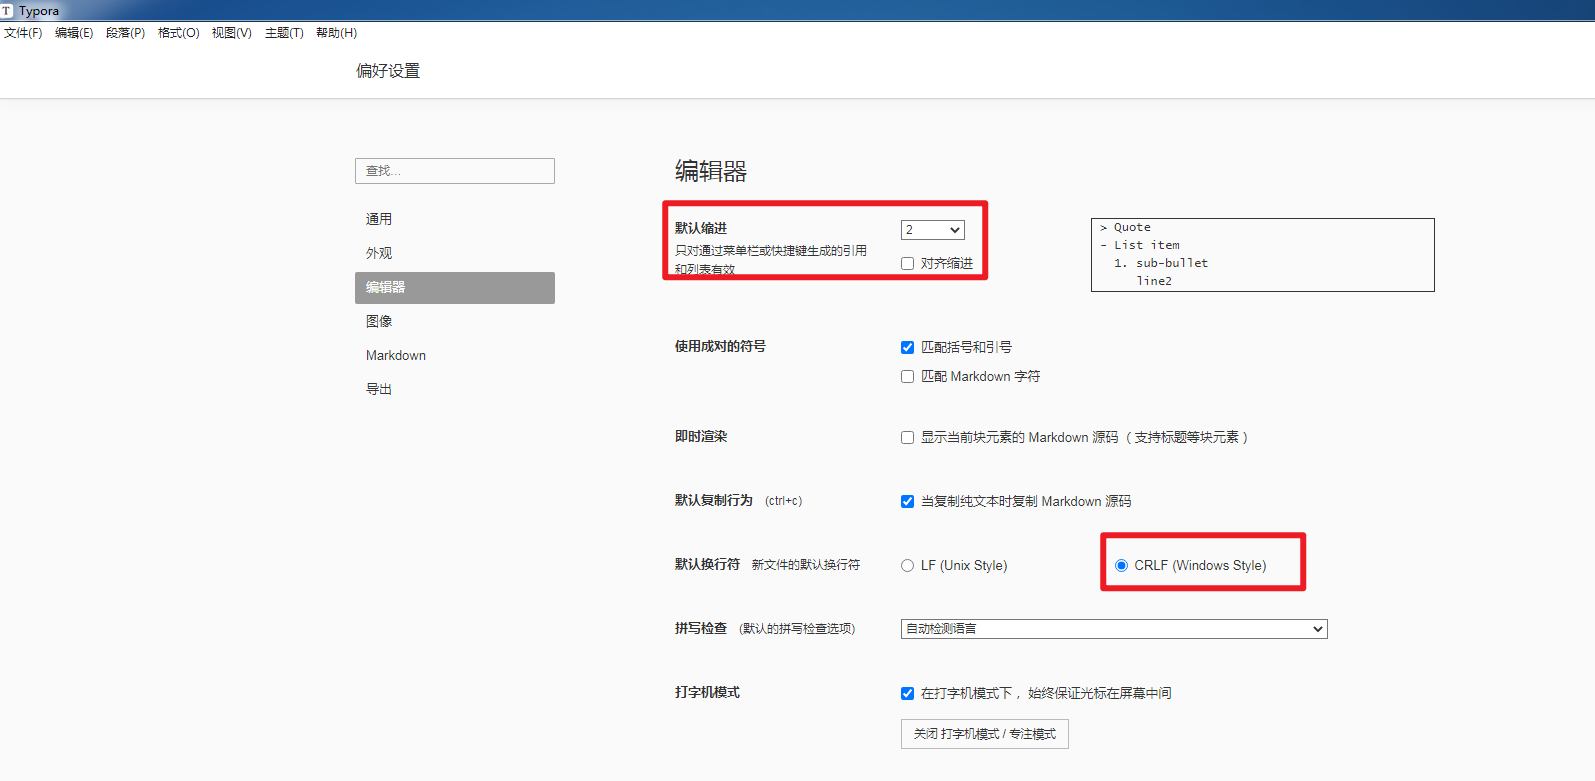 T Typora
文件(F) 编辑(E) 段落(P) 格式(O) 视图(V) 主题(T) 帮助(H)
偏好设置
查找...
通用
外观
编辑器
图像
Markdown
导出
编辑器
默认缩进 2
只对通过菜单栏或快捷键生成的引用
和列表有效
对齐缩进
> Quote
- List item
1. sub-bullet
line2
使用成对的符号 匹配括号和引号
匹配 Markdown 字符
即时渲染 显示当前块元素的 Markdown 源码 （支持标题等块元素）
默认复制行为 (ctrl+c) 当复制纯文本时复制 Markdown 源码
默认换行符 新文件的默认换行符 LF (Unix Style) CRLF (Windows Style)
拼写检查 (默认的拼写检查选项) 自动检测语言
打字机模式 在打字机模式下，始终保证光标在屏幕中间
关闭 打字机模式 / 专注模式